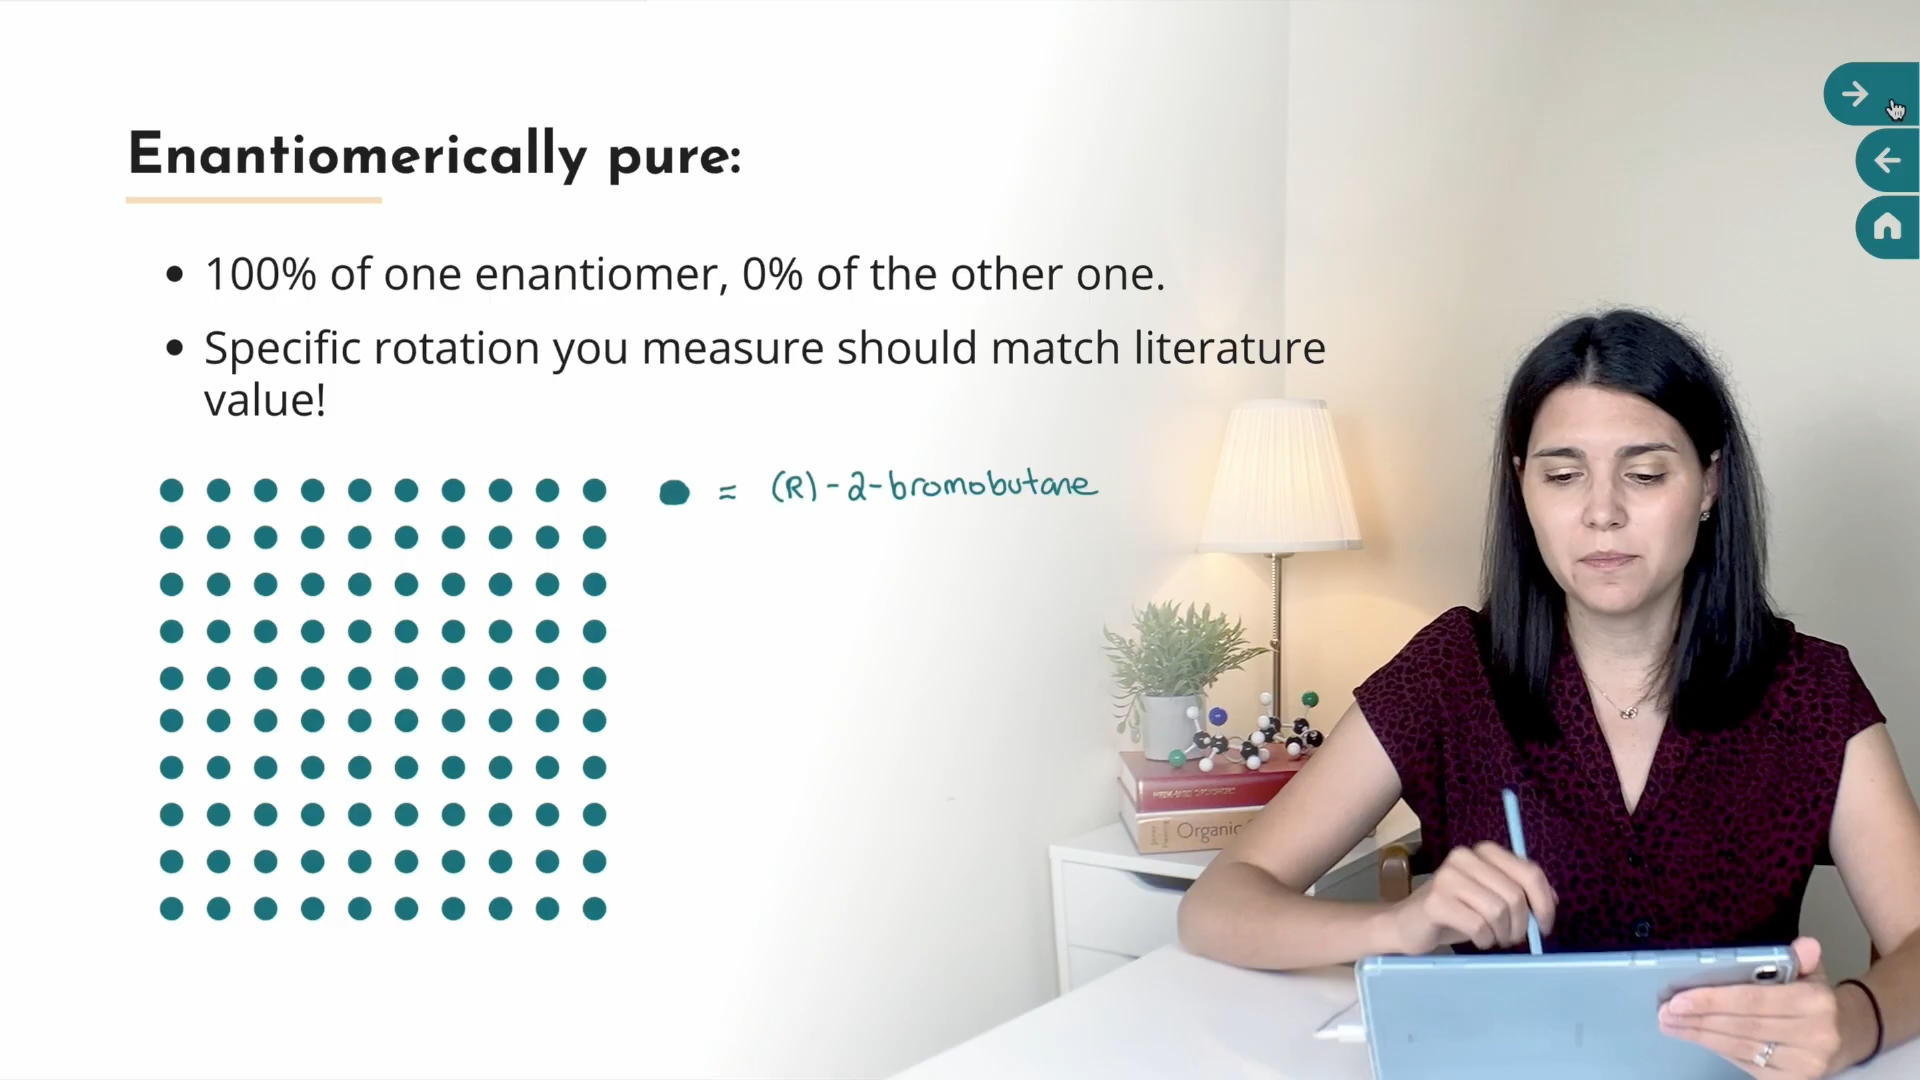 Enantiomerically pure:
• 100% of one enantiomer, 0% of the other one.
• Specific rotation you measure should match literature
value!
= (R)-2-bromobutane
Organic